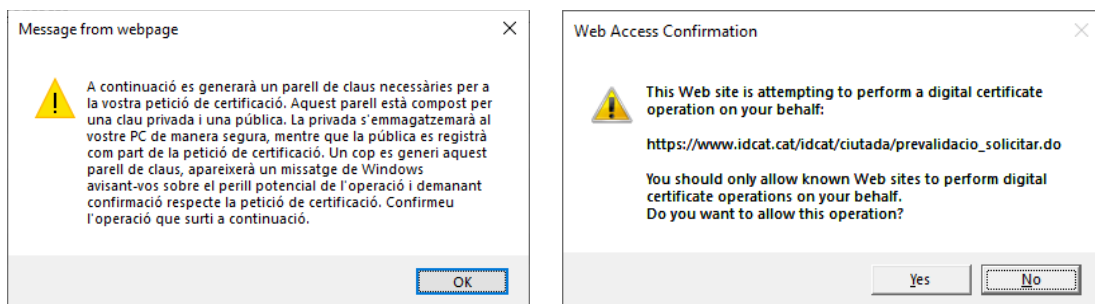 Message from webpage
A continuació es generarà un parell de claus necessàries per a
la vostra petició de certificació. Aquest parell està compost per
una clau privada i una pública. La privada s'emmagatzemarà al
vostre PC de manera segura, mentre que la pública es registrà
com part de la petició de certificació. Un cop es generi aquest
parell de claus, apareixerà un missatge de Windows
avisant-vos sobre el perill potencial de l'operació i demanant
confirmació respecte la petició de certificació. Confirmeu
l'operació que surti a continuació.
OK
Web Access Confirmation
This Web site is attempting to perform a digital certificate
operation on your behalf:
https://www.idcat.cat/idcat/ciutada/prevalidacio_solicitar.do
You should only allow known Web sites to perform digital
certificate operations on your behalf.
Do you want to allow this operation?
Yes
No